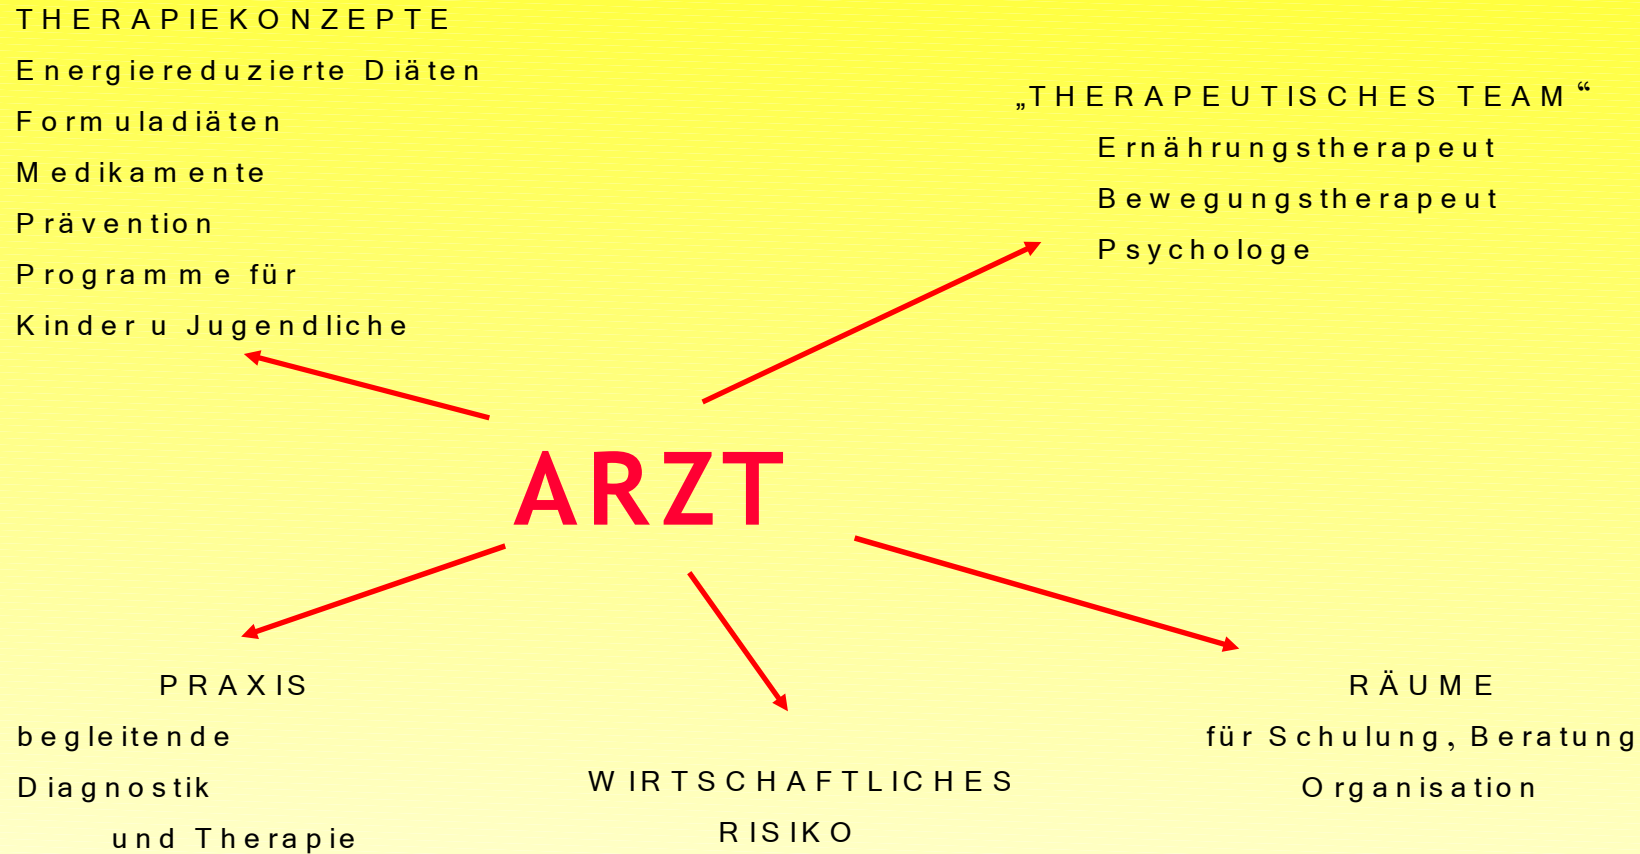 THERAPIEKONZEPTE
Energiereduzierte Diäten
Formuladiäten
Medikamente
Prävention
Programme für
Kinder u Jugendliche
„THERAPEUTISCHES TEAM“
Ernährungstherapeut
Bewegungstherapeut
Psychologe
ARZT
PRAXIS
begleitende
Diagnostik
und Therapie
WIRTSCHAFTLICHES
RISIKO
RÄUME
für Schulung, Beratung
Organisation